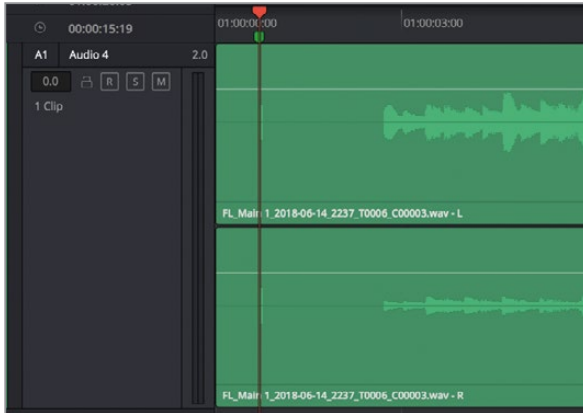 00:00:15:19
01:00:00:00
01:00:03:00
A1 Audio 4 2.0
0.0 R S M
1 Clip
FL_Main 1_2018-06-14_2237_T0006_C00003.wav - L
FL_Main 1_2018-06-14_2237_T0006_C00003.wav - R